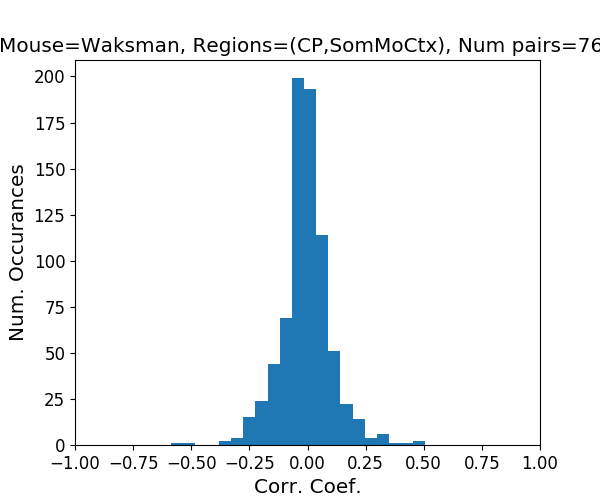 Mouse=Waksman, Regions=(CP,SomMoCtx), Num pairs=76
200
175
150
125
100
75
50
25
0
Num. Occurances
−1.00 −0.75 −0.50 −0.25 0.00 0.25 0.50 0.75 1.00
Corr. Coef.